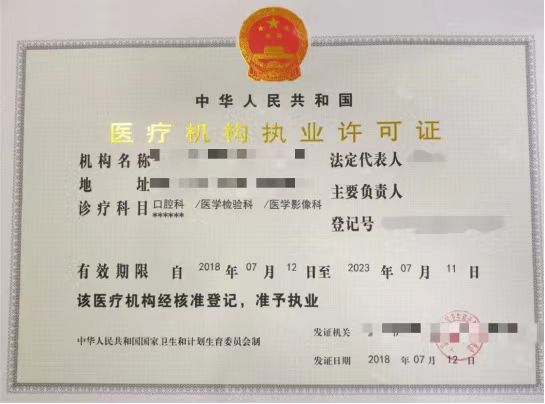 中华人民共和国
医疗机构执业许可证
机构名称
法定代表人
地 址
主要负责人
诊疗科目 口腔科 /医学检验科 /医学影像科
******
登记号
有效期限 自 2018 年 07 月 12 日至 2023 年 07 月 11 日
该医疗机构经核准登记，准予执业
发证机关
中华人民共和国国家卫生和计划生育委员会制
发证日期 2018 年 07 月 12 日